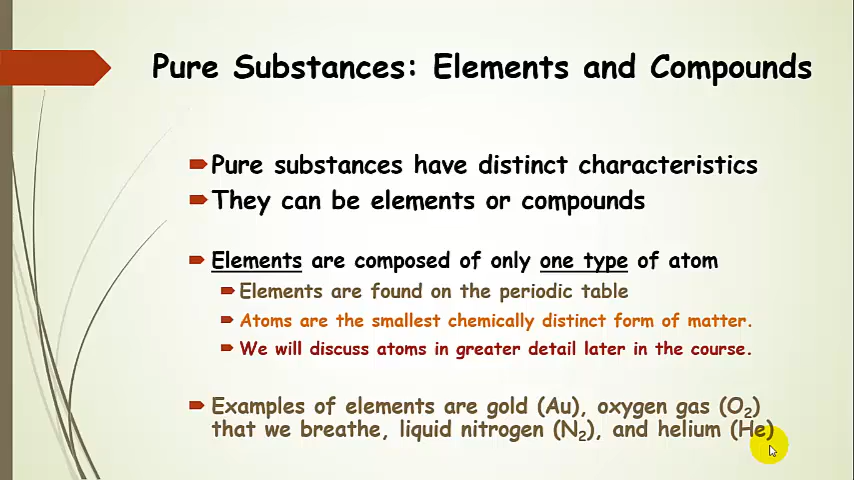 Pure Substances: Elements and Compounds
Pure substances have distinct characteristics
They can be elements or compounds
Elements are composed of only one type of atom
Elements are found on the periodic table
Atoms are the smallest chemically distinct form of matter.
We will discuss atoms in greater detail later in the course.
Examples of elements are gold (Au), oxygen gas (O₂)
that we breathe, liquid nitrogen (N₂), and helium (He)